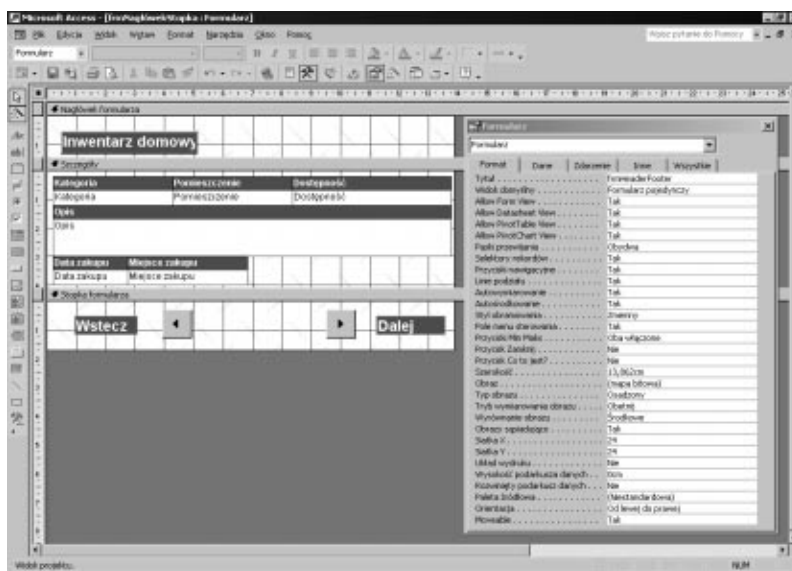 Microsoft Access - [frmNagłówekStopka : Formularz]
Plik Edycja Widok Wstaw Format Narzędzia Okno Pomoc
Wpisz pytanie do Pomocy
Formularz
Nagłówek formularza
Inwentarz domowy
Szczegóły
Kategoria Pomieszczenie Dostępność
Kategoria Pomieszczenie Dostępność
Opis
Opis
Data zakupu Miejsce zakupu
Data zakupu Miejsce zakupu
Stopka formularza
Wstecz Dalej
Formularz
Formularz
Format Dane Zdarzenie Inne Wszystkie
Tytuł frmHeaderFooter
Widok domyślny Formularz pojedynczy
Allow Form View Tak
Allow Datasheet View Tak
Allow PivotTable View Tak
Allow PivotChart View Tak
Paski przewijania Obydwa
Selektory rekordów Tak
Przyciski nawigacyjne Tak
Linie podziału Tak
Autowymiarowanie Tak
Autośrodkowanie Tak
Styl obramowania Zmienny
Pole menu sterowania Tak
Przyciski Min Maks Oba włączone
Przycisk Zamknij Nie
Przycisk Co to jest? Nie
Szerokość 13,862cm
Obraz (mapa bitowa)
Typ obrazu Osadzony
Tryb wymiarowania obrazu Obetnij
Wyrównanie obrazu Środkowe
Obrazy sąsiadujące Tak
Siatka X 24
Siatka Y 24
Układ wydruku Nie
Wysokość podarkusza danych 0cm
Rozwinięty podarkusz danych Nie
Paleta źródłowa (Niestandardowa)
Orientacja Od lewej do prawej
Moveable Tak
Widok projektu. NUM